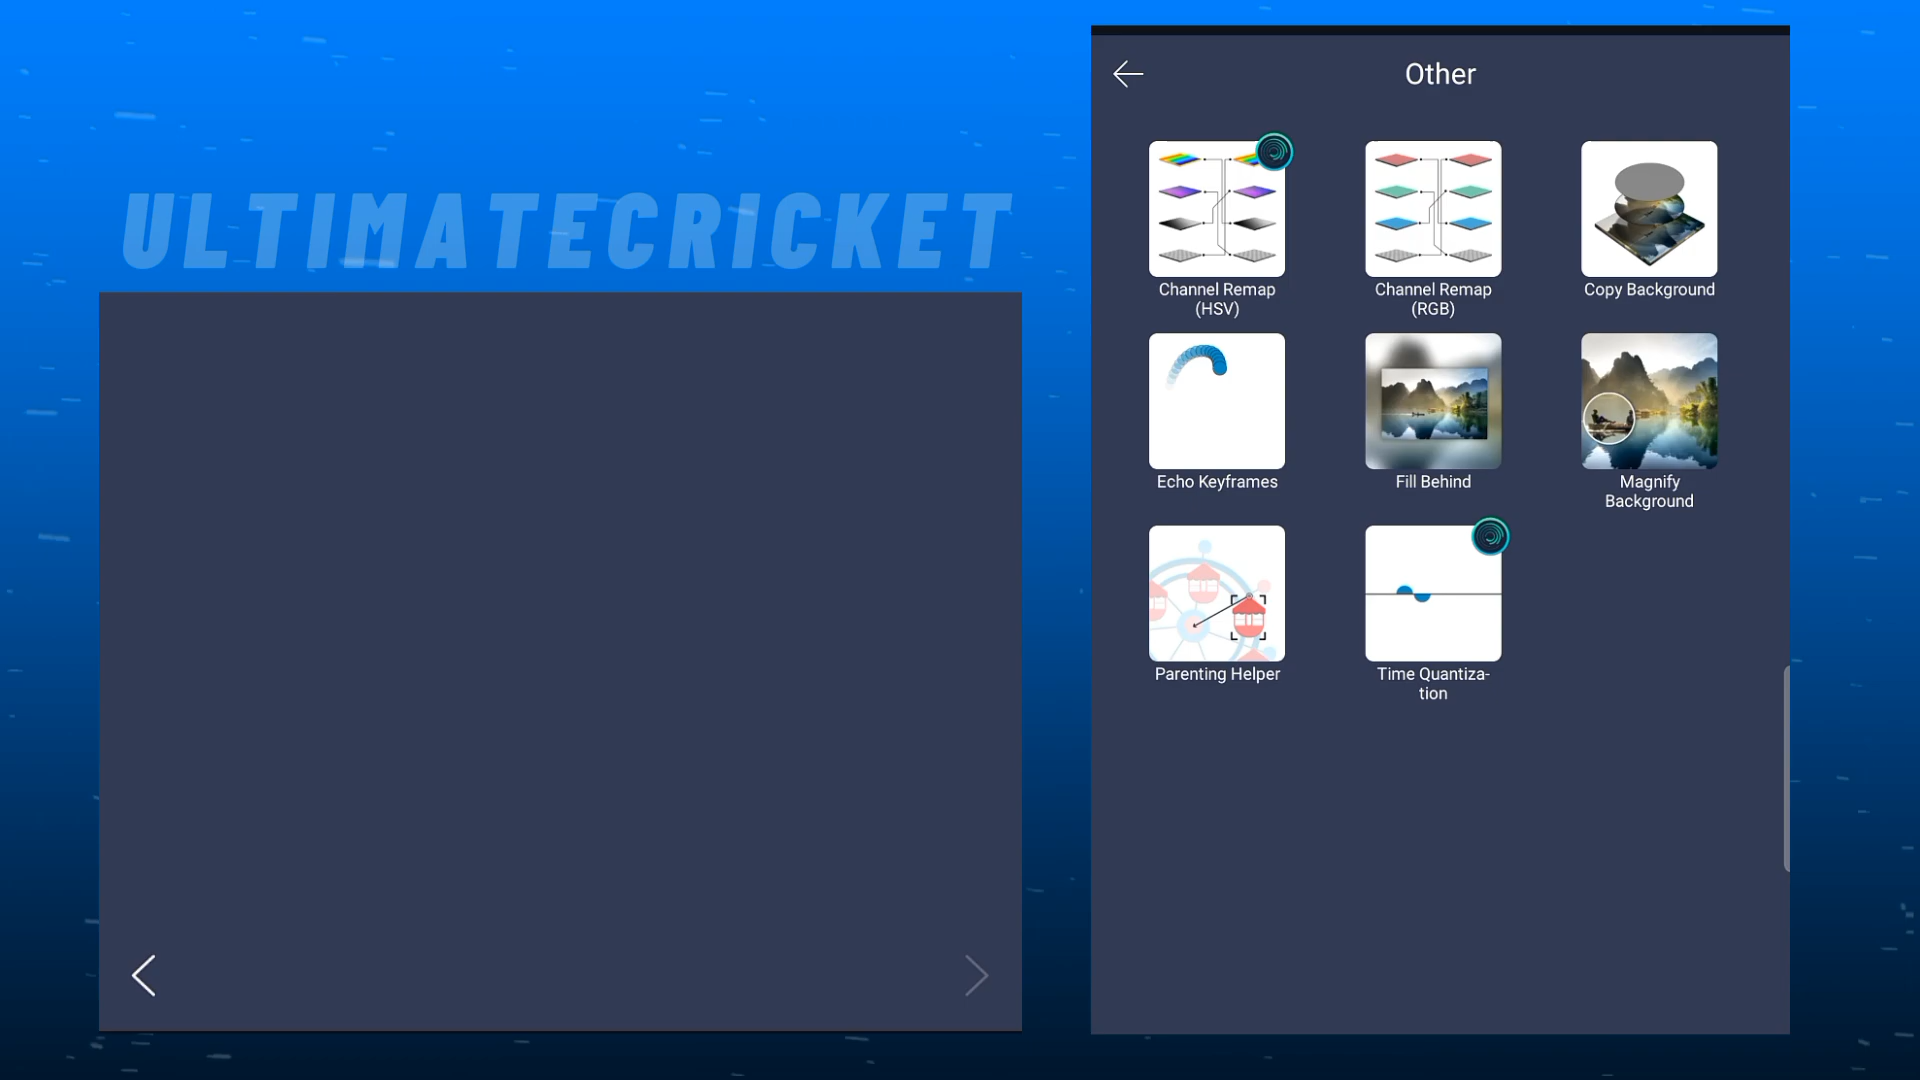 ULTIMATECRICKET
Other
Channel Remap
(HSV)
Channel Remap
(RGB)
Copy Background
Echo Keyframes
Fill Behind
Magnify
Background
Parenting Helper
Time Quantiza-
tion